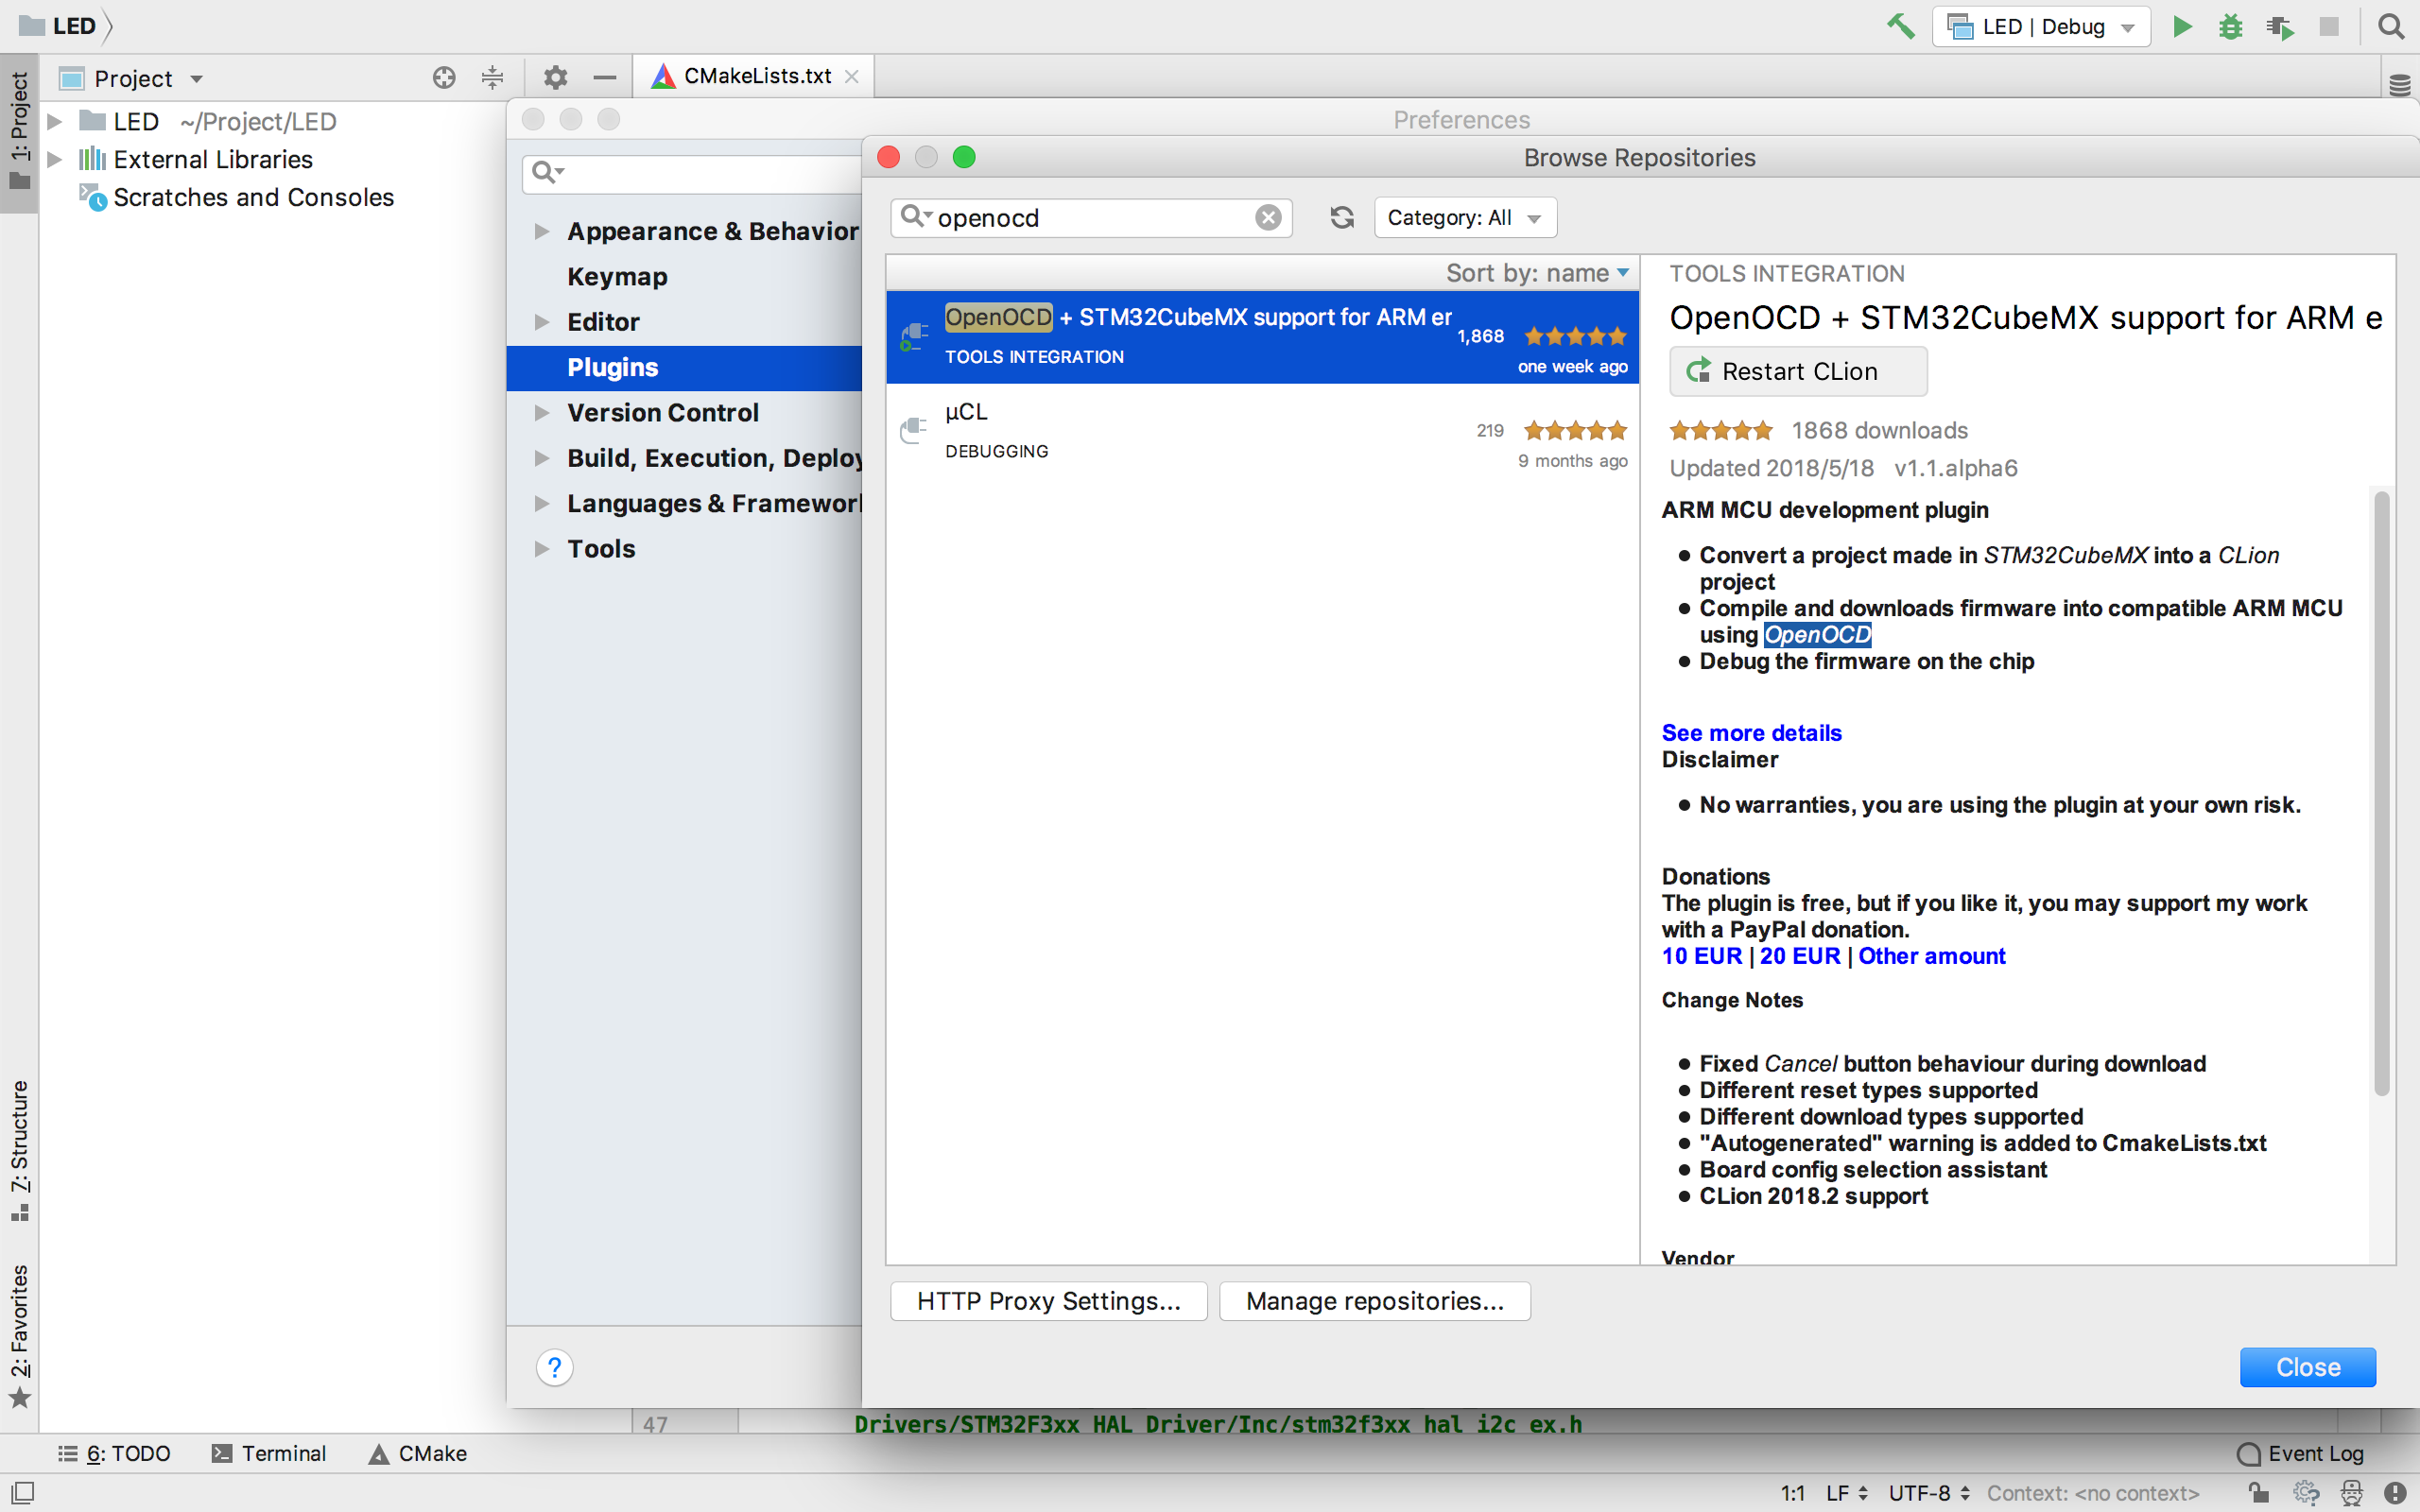 LED
LED | Debug
1: Project
Project
CMakeLists.txt
LED ~/Project/LED
External Libraries
Scratches and Consoles
7: Structure
2: Favorites
Preferences
Appearance & Behavior
Keymap
Editor
Plugins
Version Control
Build, Execution, Deploy
Languages & Framework
Tools
?
Browse Repositories
openocd
Category: All
Sort by: name
OpenOCD + STM32CubeMX support for ARM er
1,868
TOOLS INTEGRATION
one week ago
µCL
219
DEBUGGING
9 months ago
TOOLS INTEGRATION
OpenOCD + STM32CubeMX support for ARM e
Restart CLion
1868 downloads
Updated 2018/5/18 v1.1.alpha6
ARM MCU development plugin
● Convert a project made in STM32CubeMX into a CLion
project
● Compile and downloads firmware into compatible ARM MCU
using OpenOCD
● Debug the firmware on the chip
See more details
Disclaimer
● No warranties, you are using the plugin at your own risk.
Donations
The plugin is free, but if you like it, you may support my work
with a PayPal donation.
10 EUR | 20 EUR | Other amount
Change Notes
● Fixed Cancel button behaviour during download
● Different reset types supported
● Different download types supported
● "Autogenerated" warning is added to CmakeLists.txt
● Board config selection assistant
● CLion 2018.2 support
Vendor
HTTP Proxy Settings...
Manage repositories...
Close
47 Drivers/STM32F3xx_HAL_Driver/Inc/stm32f3xx_hal_i2c_ex.h
6: TODO
Terminal
CMake
Event Log
1:1 LF UTF-8 Context: <no context>